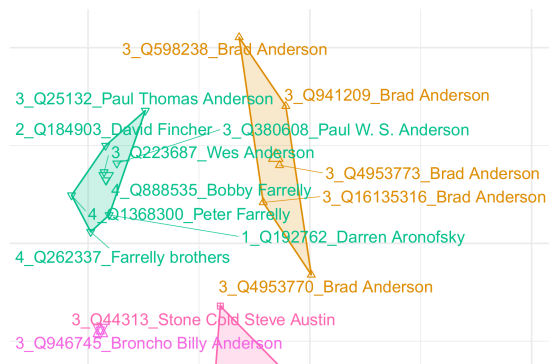 3_Q598238_Brad Anderson
3_Q25132_Paul Thomas Anderson
3_Q941209_Brad Anderson
2_Q184903_David Fincher
3_Q380608_Paul W. S. Anderson
3_Q223687_Wes Anderson
3_Q4953773_Brad Anderson
4_Q888535_Bobby Farrelly
3_Q16135316_Brad Anderson
4_Q1368300_Peter Farrelly
1_Q192762_Darren Aronofsky
4_Q262337_Farrelly brothers
3_Q4953770_Brad Anderson
3_Q44313_Stone Cold Steve Austin
3_Q946745_Broncho Billy Anderson